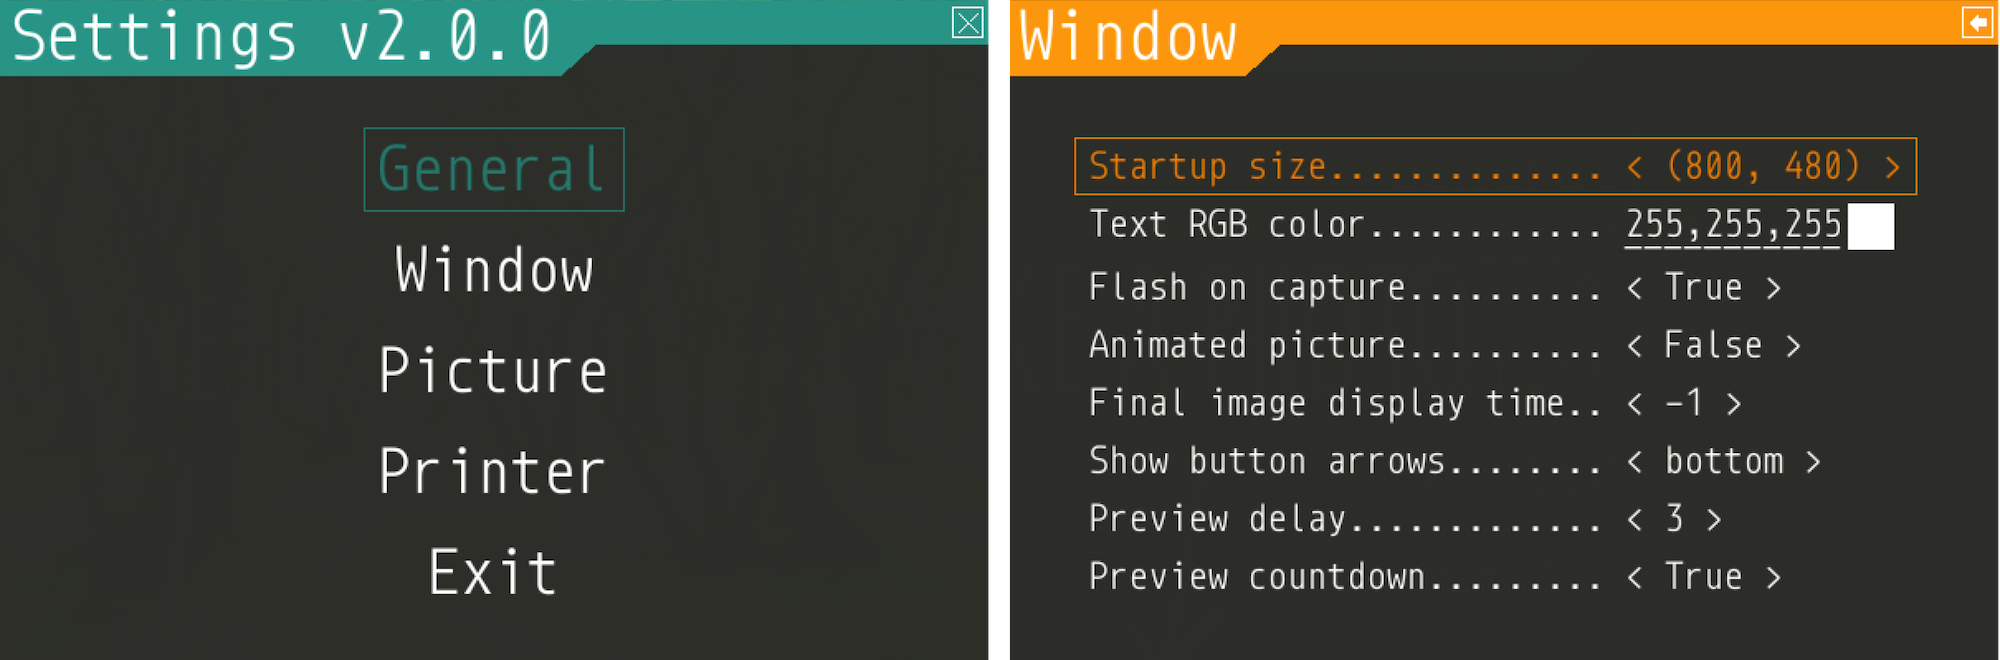 Settings v2.0.0
General
Window
Picture
Printer
Exit
Window
Startup size.............. < (800, 480) >
Text RGB color............ 255,255,255
Flash on capture.......... < True >
Animated picture.......... < False >
Final image display time.. < -1 >
Show button arrows........ < bottom >
Preview delay............. < 3 >
Preview countdown......... < True >